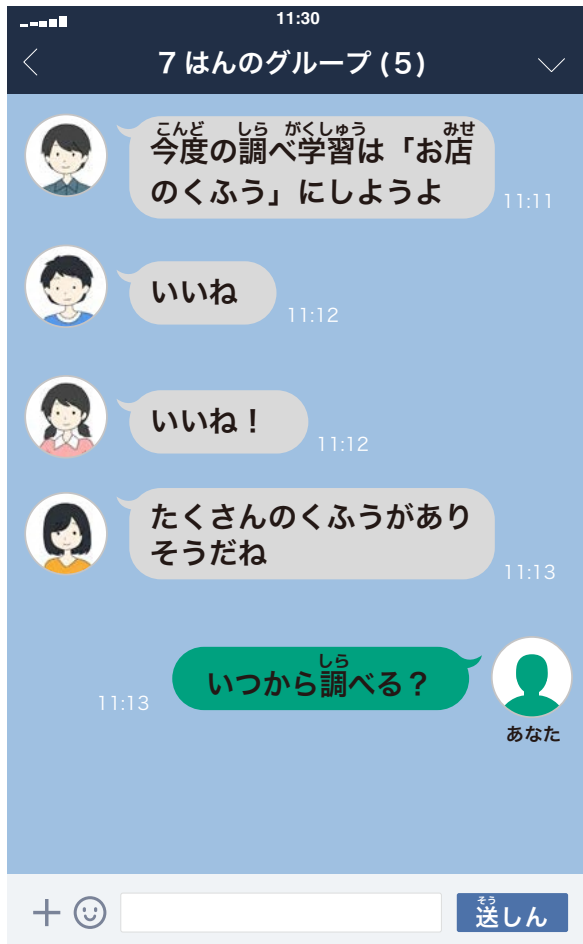 11:30
7はんのグループ(5)
今度の調べ学習は「お店
こんど しら がくしゅう みせ
のくふう」にしようよ
11:11
いいね
11:12
いいね！
11:12
たくさんのくふうがあり
そうだね
11:13
いつから調べる？
しら
11:13
あなた
送しん
そう